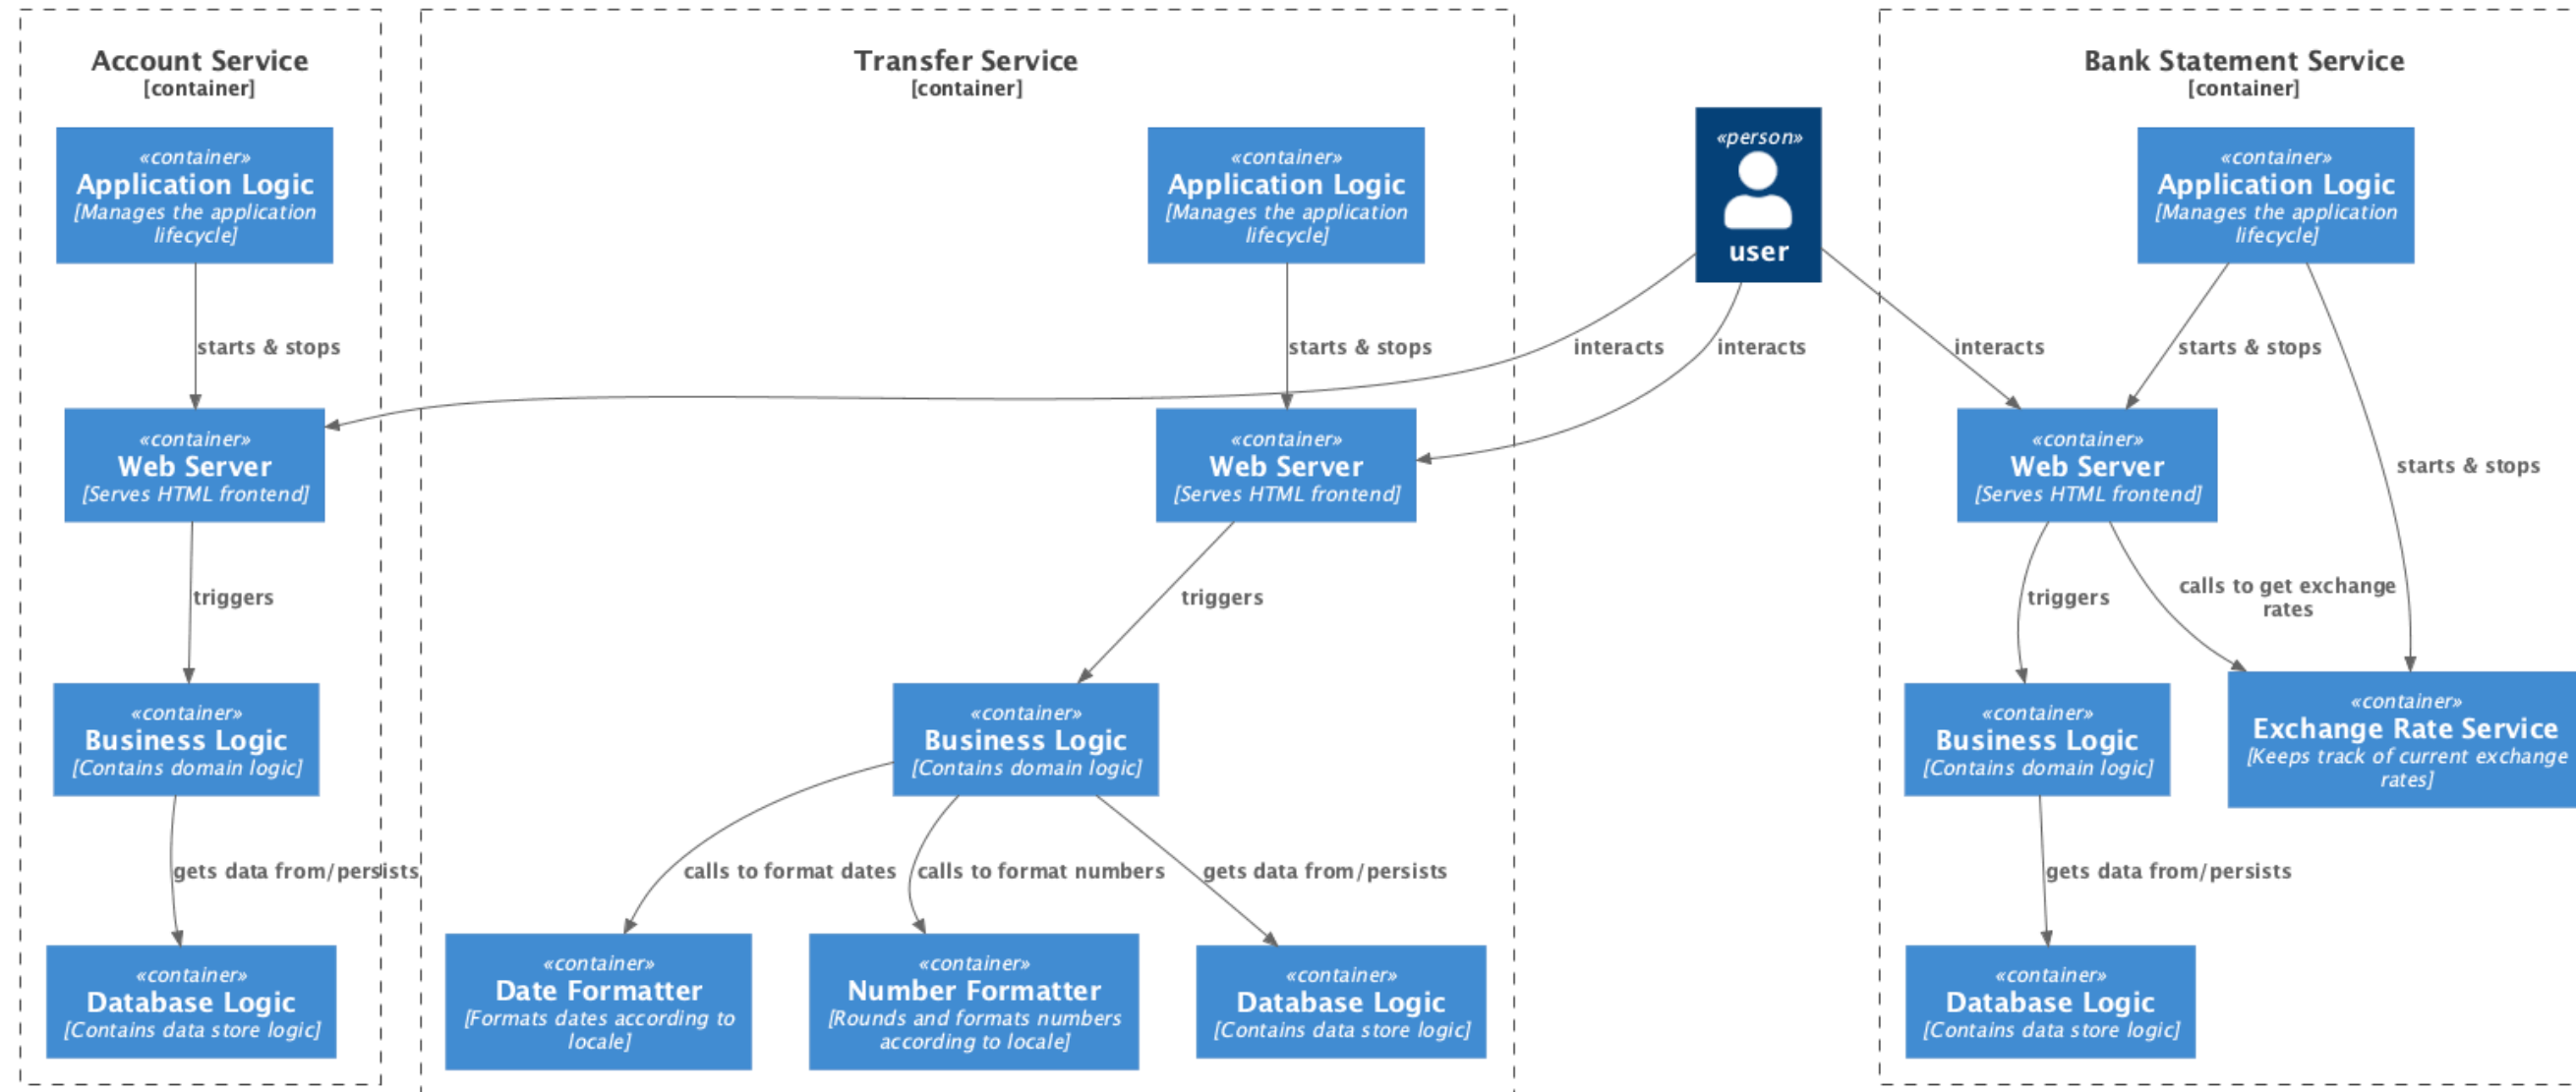 Account Service
[container]
«container»
Application Logic
[Manages the application
lifecycle]
starts & stops
«container»
Web Server
[Serves HTML frontend]
triggers
«container»
Business Logic
[Contains domain logic]
gets data from/persists
«container»
Database Logic
[Contains data store logic]
Transfer Service
[container]
«container»
Application Logic
[Manages the application
lifecycle]
starts & stops
«container»
Web Server
[Serves HTML frontend]
triggers
«container»
Business Logic
[Contains domain logic]
calls to format dates
calls to format numbers
gets data from/persists
«container»
Date Formatter
[Formats dates according to
locale]
«container»
Number Formatter
[Rounds and formats numbers
according to locale]
«container»
Database Logic
[Contains data store logic]
«person»
user
interacts
interacts
interacts
Bank Statement Service
[container]
«container»
Application Logic
[Manages the application
lifecycle]
starts & stops
starts & stops
«container»
Web Server
[Serves HTML frontend]
triggers
calls to get exchange
rates
«container»
Business Logic
[Contains domain logic]
«container»
Exchange Rate Service
[Keeps track of current exchange
rates]
gets data from/persists
«container»
Database Logic
[Contains data store logic]